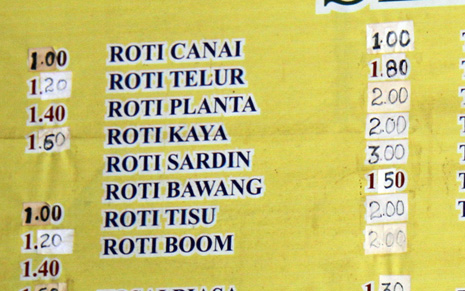 1.00 ROTI CANAI 1.00
1.20 ROTI TELUR 1.80
1.40 ROTI PLANTA 2.00
1.60 ROTI KAYA 2.00
ROTI SARDIN 3.00
ROTI BAWANG 1 50
1.00 ROTI TISU 2.00
1.20 ROTI BOOM 2.00
1.40